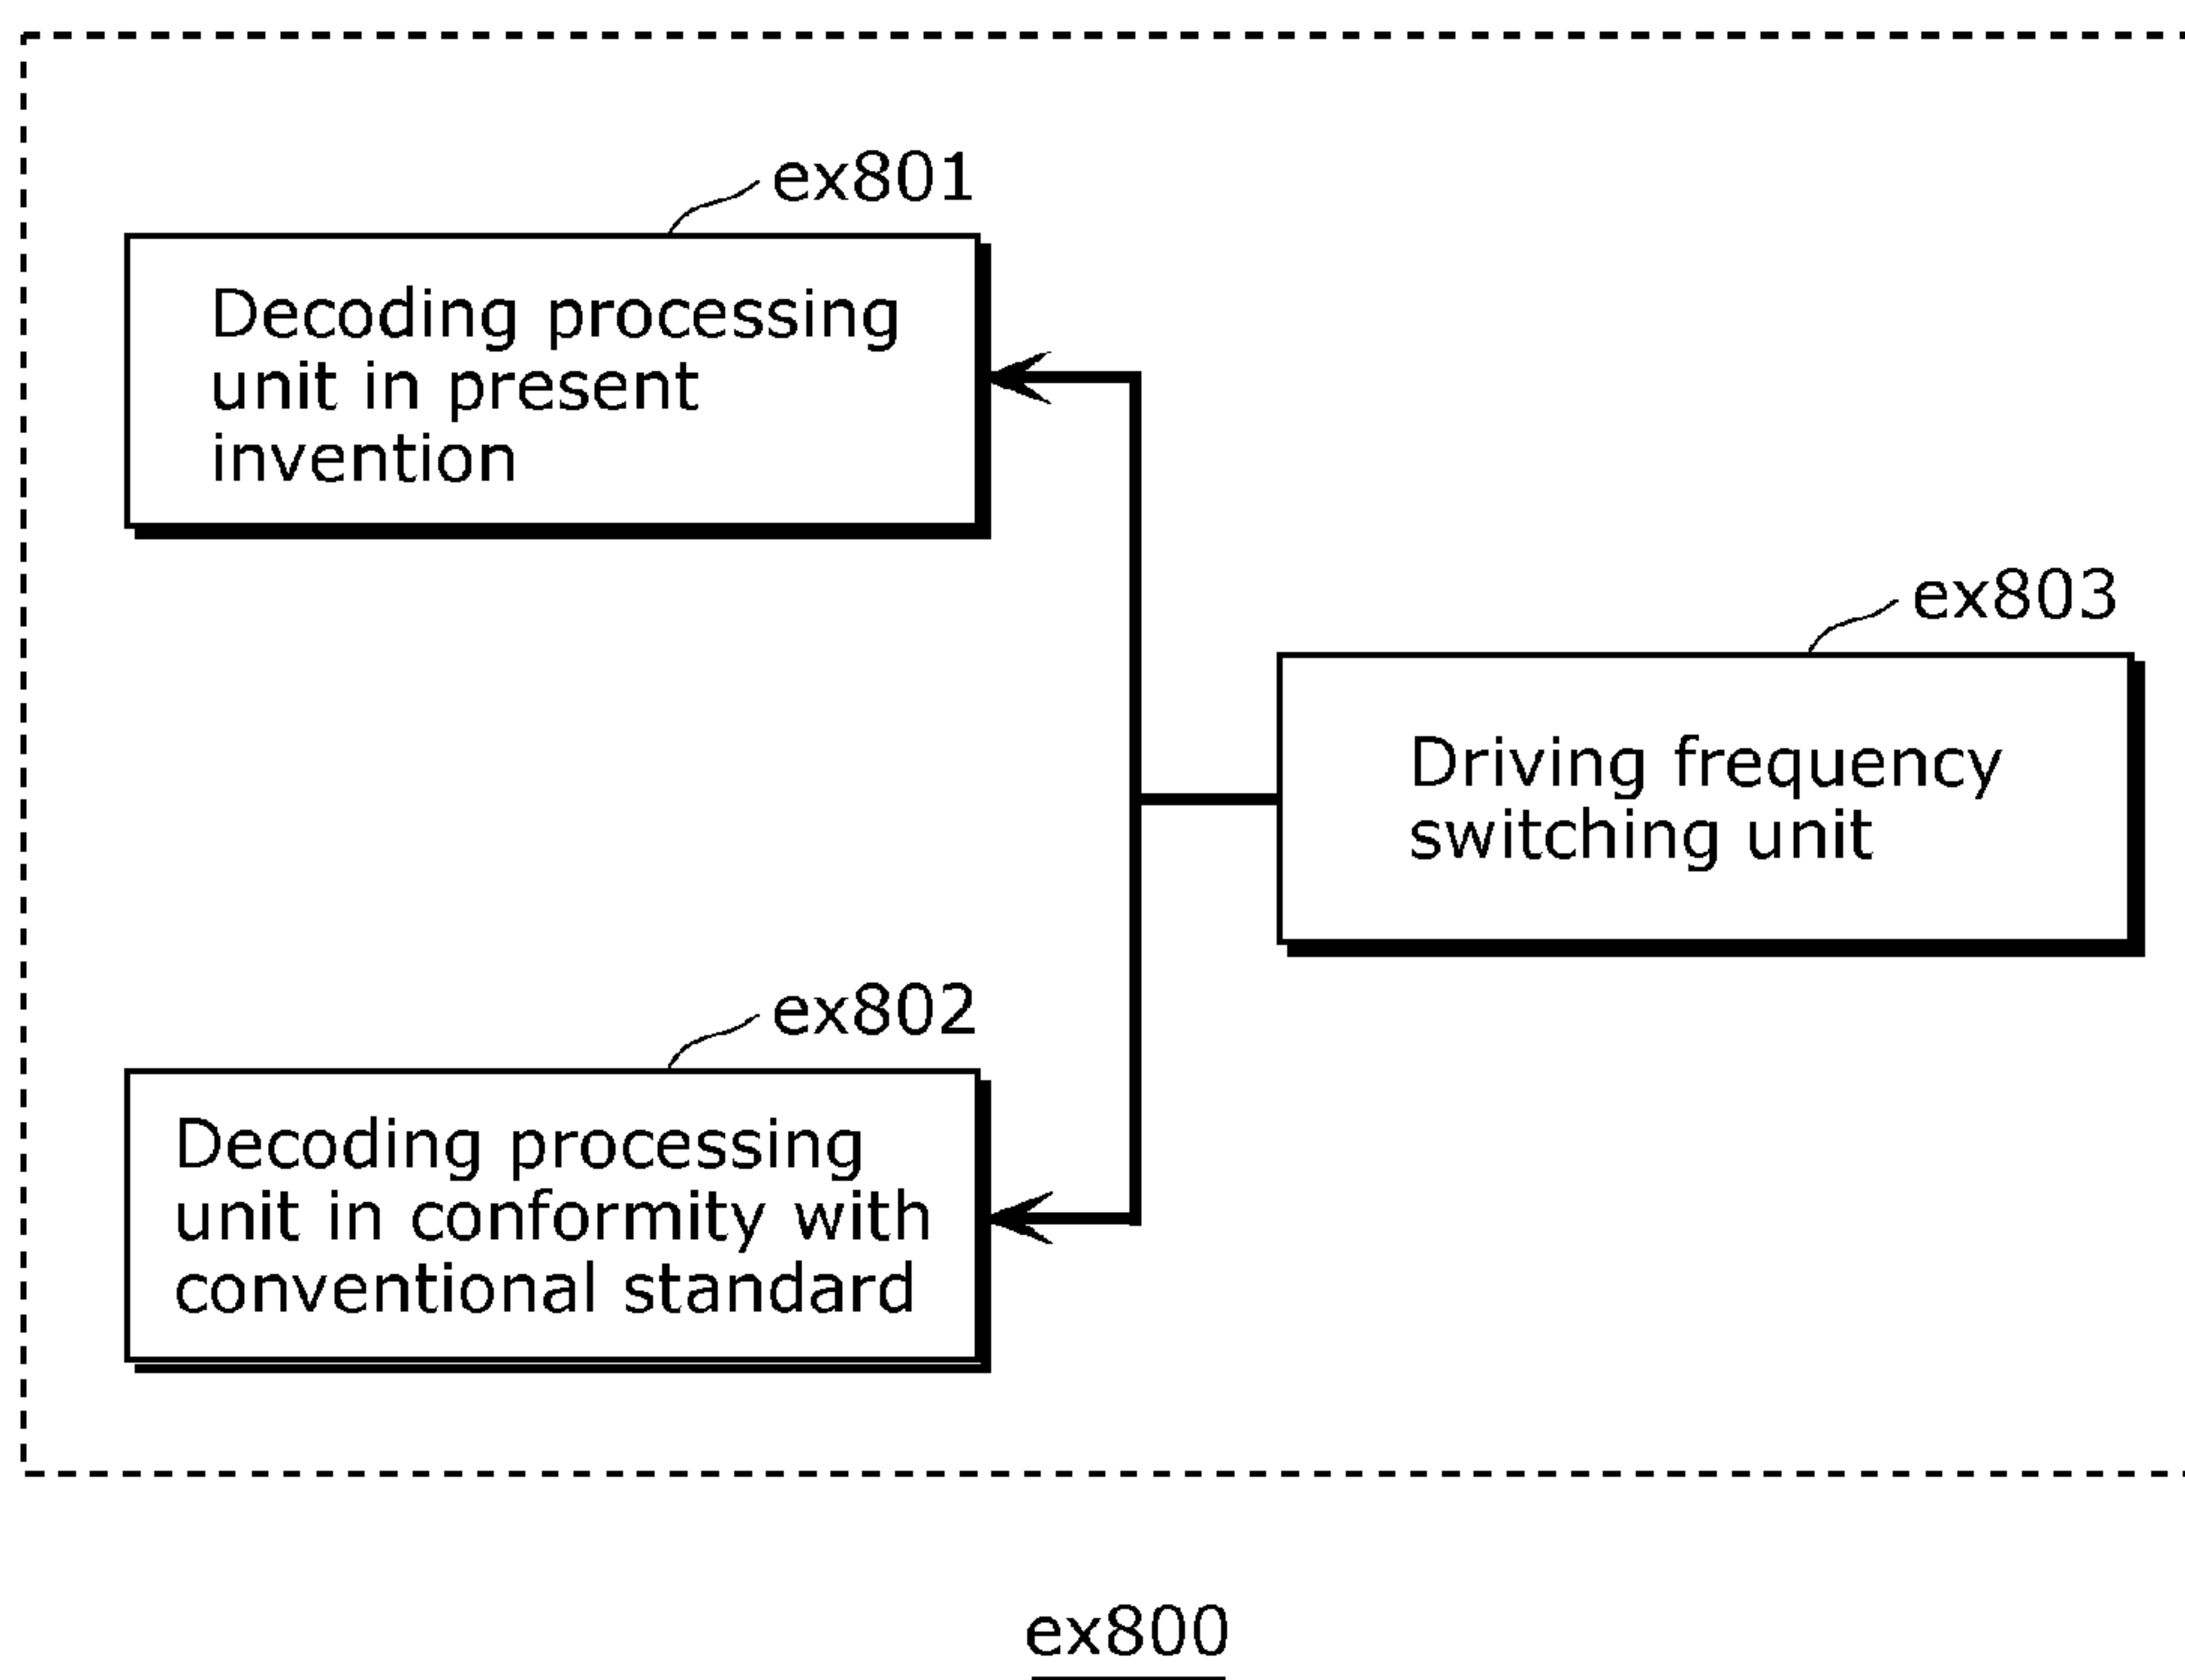 ex801
Decoding processing
unit in present
invention
ex803
Driving frequency
switching unit
ex802
Decoding processing
unit in conformity with
conventional standard
ex800